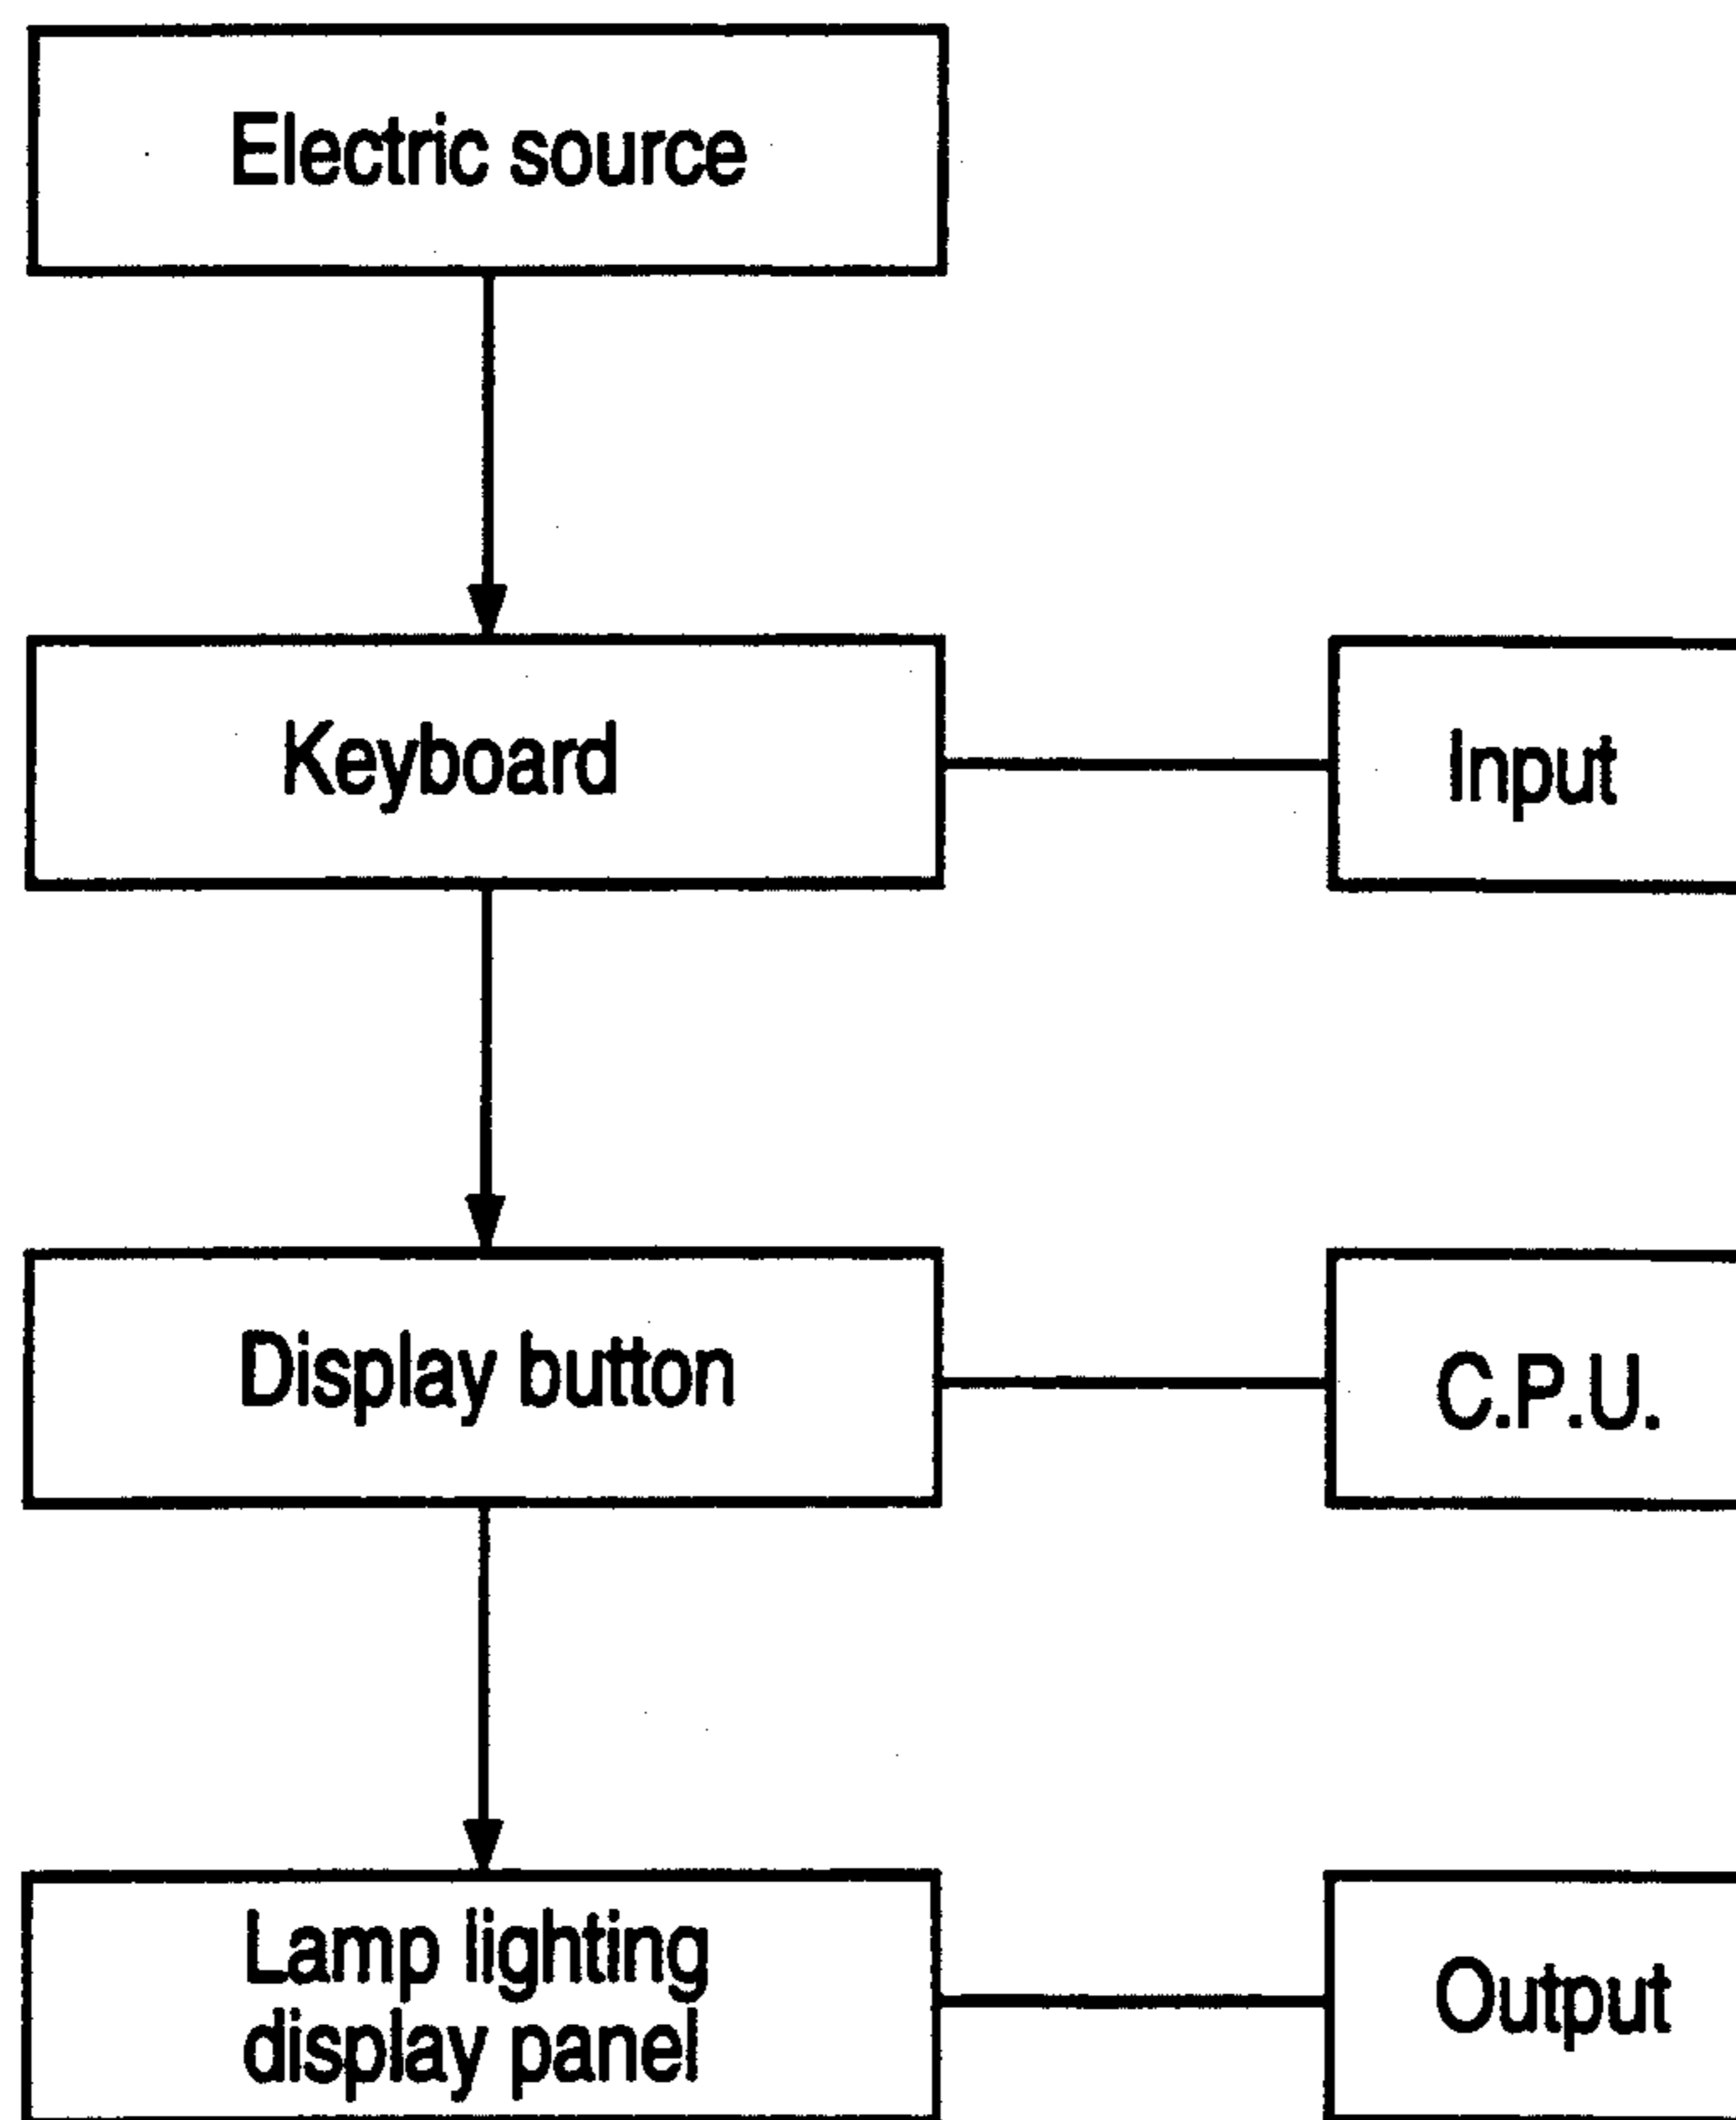 Electric source
Keyboard
Input
Display button
C.P.U.
Lamp lighting
display panel
Output